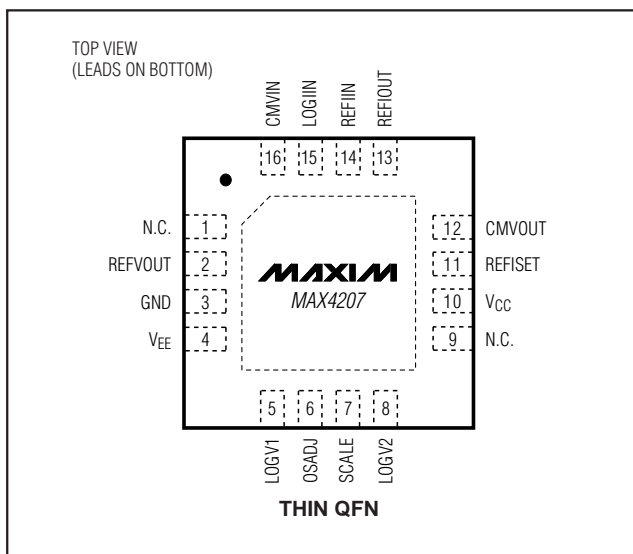 TOP VIEW
(LEADS ON BOTTOM)
CMVIN
LOGIIN
REFIIN
REFIOUT
16 15 14 13
N.C. 1
REFVOUT 2
GND 3
VEE 4
12 CMVOUT
11 REFISET
10 VCC
9 N.C.
MAXIM
MAX4207
5 6 7 8
LOGV1
OSADJ
SCALE
LOGV2
THIN QFN